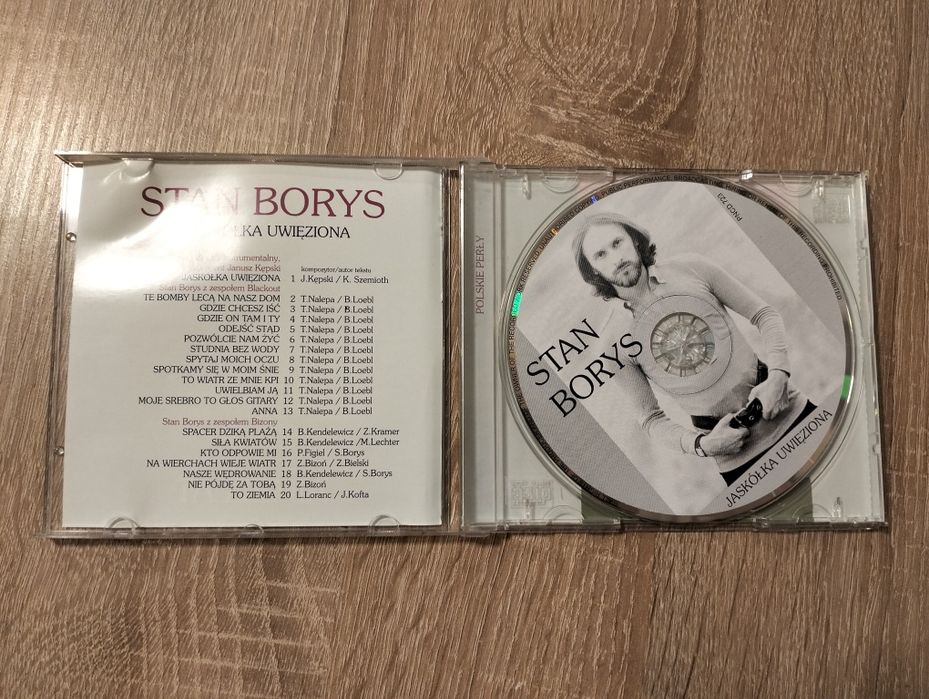 STAN BORYS
UWIĘZIONA
Janusz Kępski
kompozytor/autor tekstu
JASKÓŁKA UWIĘZIONA 1 J.Kępski / K. Szemioth
Stan Borys z zespołem Blackout
TE BOMBY LECĄ NA NASZ DOM 2 T.Nalepa / B.Loebl
GDZIE CHCESZ IŚĆ 3 T.Nalepa / B.Loebl
GDZIE ON TAM I TY 4 T.Nalepa / B.Loebl
ODEJŚĆ STĄD 5 T.Nalepa / B.Loebl
POZWÓLCIE NAM ŻYĆ 6 T.Nalepa / B.Loebl
STUDNIA BEZ WODY 7 T.Nalepa / B.Loebl
SPYTAJ MOICH OCZU 8 T.Nalepa / B.Loebl
SPOTKAMY SIĘ W MOIM ŚNIE 9 T.Nalepa / B.Loebl
TO WIATR ZE MNIE KPI 10 T.Nalepa / B.Loebl
UWIELBIAM JĄ 11 T.Nalepa / B.Loebl
MOJE SREBRO TO GŁOS GITARY 12 T.Nalepa / B.Loebl
ANNA 13 T.Nalepa / B.Loebl
Stan Borys z zespołem Bizony
SPACER DZIKĄ PLAŻĄ 14 B.Kendelewicz / Z.Kramer
SIŁA KWIATÓW 15 B.Kendelewicz /M.Lechter
KTO ODPOWIE MI 16 P.Figiel / S.Borys
NA WIERCHACH WIEJE WIATR 17 Z.Bizoń / Z.Bielski
NASZE WĘDROWANIE 18 B.Kendelewicz / S.Borys
NIE PÓJDĘ ZA TOBĄ 19 Z.Bizoń
TO ZIEMIA 20 L.Loranc / J.Kofta
POLSKIE PERŁY
PNCD 723
STAN
BORYS
JASKÓŁKA UWIĘZIONA